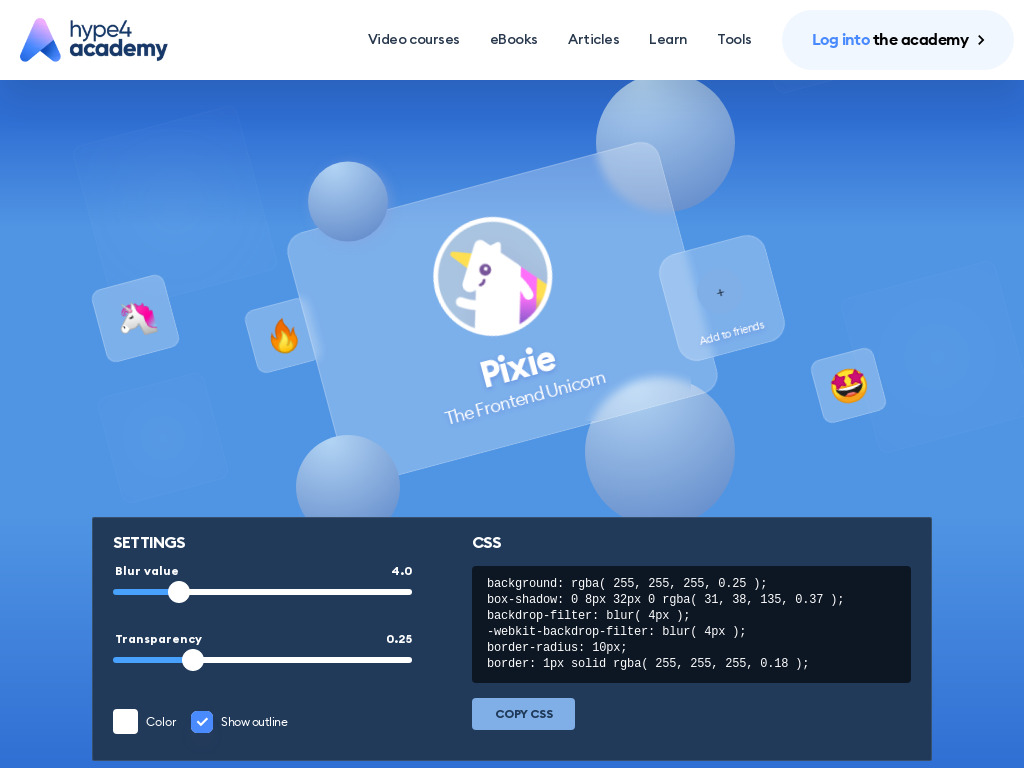 hype4
academy
Video courses
eBooks
Articles
Learn
Tools
Log into the academy
Add to friends
Pixie
The Frontend Unicorn
SETTINGS
Blur value 4.0
Transparency 0.25
Color
Show outline
CSS
background: rgba( 255, 255, 255, 0.25 );
box-shadow: 0 8px 32px 0 rgba( 31, 38, 135, 0.37 );
backdrop-filter: blur( 4px );
-webkit-backdrop-filter: blur( 4px );
border-radius: 10px;
border: 1px solid rgba( 255, 255, 255, 0.18 );
COPY CSS